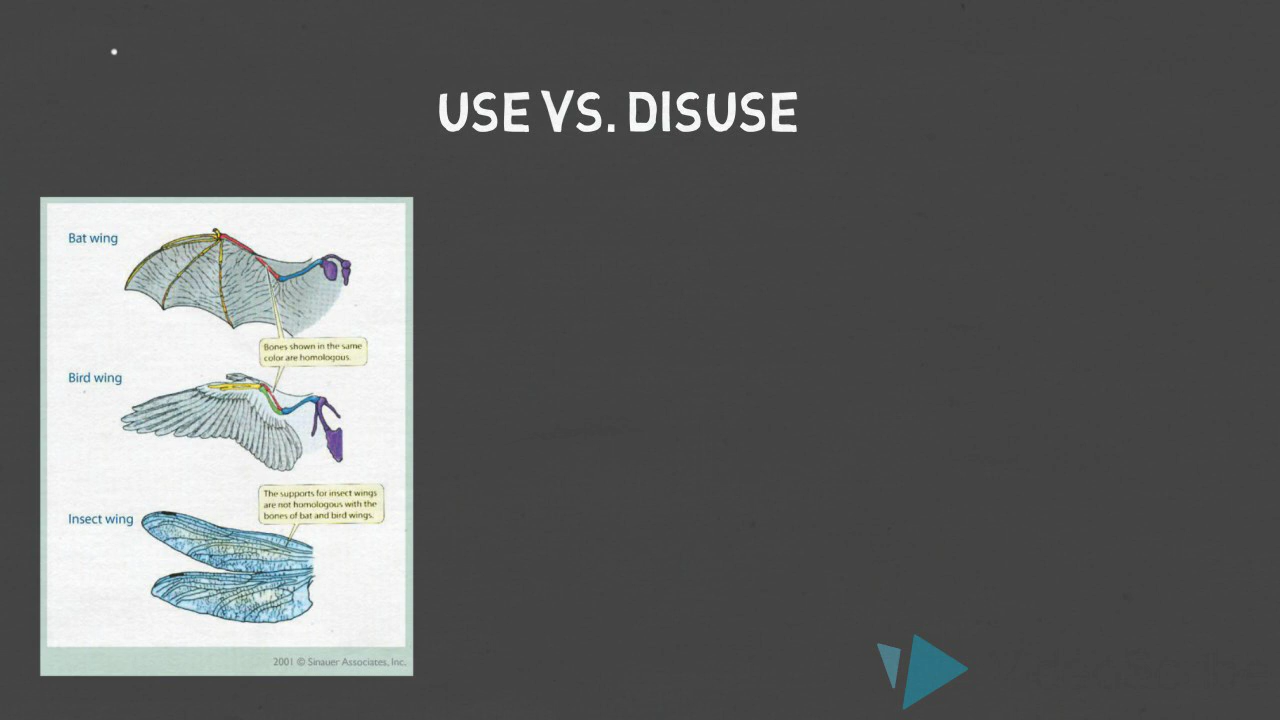 USE VS. DISUSE
Bat wing
Bones shown in the same
color are homologous.
Bird wing
The supports for insect wings
are not homologous with the
bones of bat and bird wings.
Insect wing
2001 © Sinauer Associates, Inc.